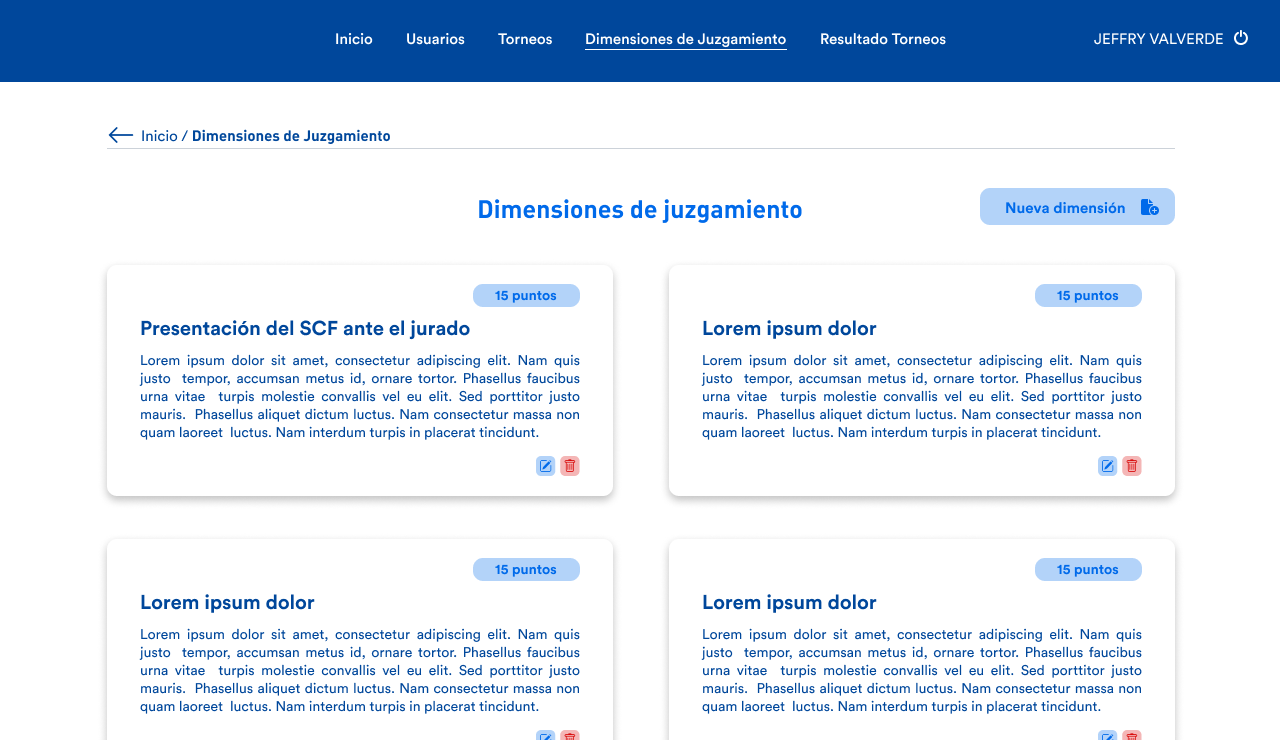 Inicio Usuarios Torneos Dimensiones de Juzgamiento Resultado Torneos JEFFRY VALVERDE
Inicio / Dimensiones de Juzgamiento
Dimensiones de juzgamiento
Nueva dimensión
15 puntos
Presentación del SCF ante el jurado
Lorem ipsum dolor sit amet, consectetur adipiscing elit. Nam quis
justo tempor, accumsan metus id, ornare tortor. Phasellus faucibus
urna vitae turpis molestie convallis vel eu elit. Sed porttitor justo
mauris. Phasellus aliquet dictum luctus. Nam consectetur massa non
quam laoreet luctus. Nam interdum turpis in placerat tincidunt.
15 puntos
Lorem ipsum dolor
Lorem ipsum dolor sit amet, consectetur adipiscing elit. Nam quis
justo tempor, accumsan metus id, ornare tortor. Phasellus faucibus
urna vitae turpis molestie convallis vel eu elit. Sed porttitor justo
mauris. Phasellus aliquet dictum luctus. Nam consectetur massa non
quam laoreet luctus. Nam interdum turpis in placerat tincidunt.
15 puntos
Lorem ipsum dolor
Lorem ipsum dolor sit amet, consectetur adipiscing elit. Nam quis
justo tempor, accumsan metus id, ornare tortor. Phasellus faucibus
urna vitae turpis molestie convallis vel eu elit. Sed porttitor justo
mauris. Phasellus aliquet dictum luctus. Nam consectetur massa non
quam laoreet luctus. Nam interdum turpis in placerat tincidunt.
15 puntos
Lorem ipsum dolor
Lorem ipsum dolor sit amet, consectetur adipiscing elit. Nam quis
justo tempor, accumsan metus id, ornare tortor. Phasellus faucibus
urna vitae turpis molestie convallis vel eu elit. Sed porttitor justo
mauris. Phasellus aliquet dictum luctus. Nam consectetur massa non
quam laoreet luctus. Nam interdum turpis in placerat tincidunt.